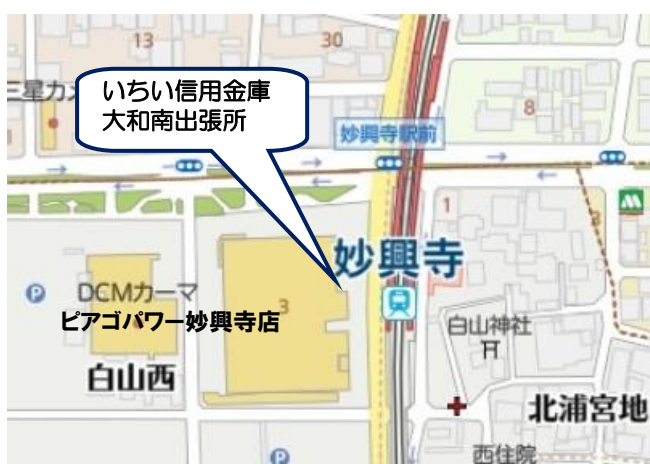 13
30
三星カメ
いちい信用金庫
大和南出張所
8
妙興寺駅前
1
3
妙興寺
P
DCMカーマ
3
ピアゴパワー妙興寺店
白山神社
白山西
北浦宮地
西住院
P